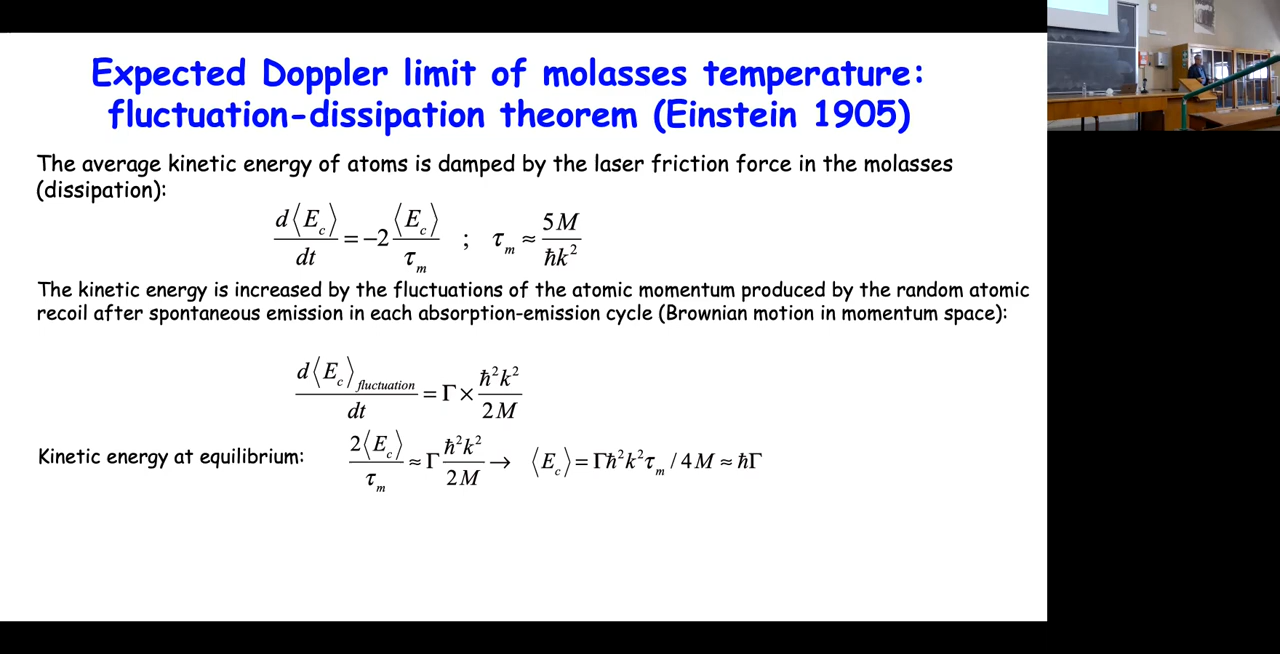 Expected Doppler limit of molasses temperature:
fluctuation-dissipation theorem (Einstein 1905)
The average kinetic energy of atoms is damped by the laser friction force in the molasses
(dissipation):
d⟨E_c⟩/dt = −2 ⟨E_c⟩/τ_m ; τ_m ≈ 5M/ħk²
The kinetic energy is increased by the fluctuations of the atomic momentum produced by the random atomic
recoil after spontaneous emission in each absorption-emission cycle (Brownian motion in momentum space):
d⟨E_c⟩_fluctuation/dt = Γ × ħ²k²/2M
Kinetic energy at equilibrium: 2⟨E_c⟩/τ_m ≈ Γ ħ²k²/2M → ⟨E_c⟩ = Γħ²k²τ_m / 4M ≈ ħΓ